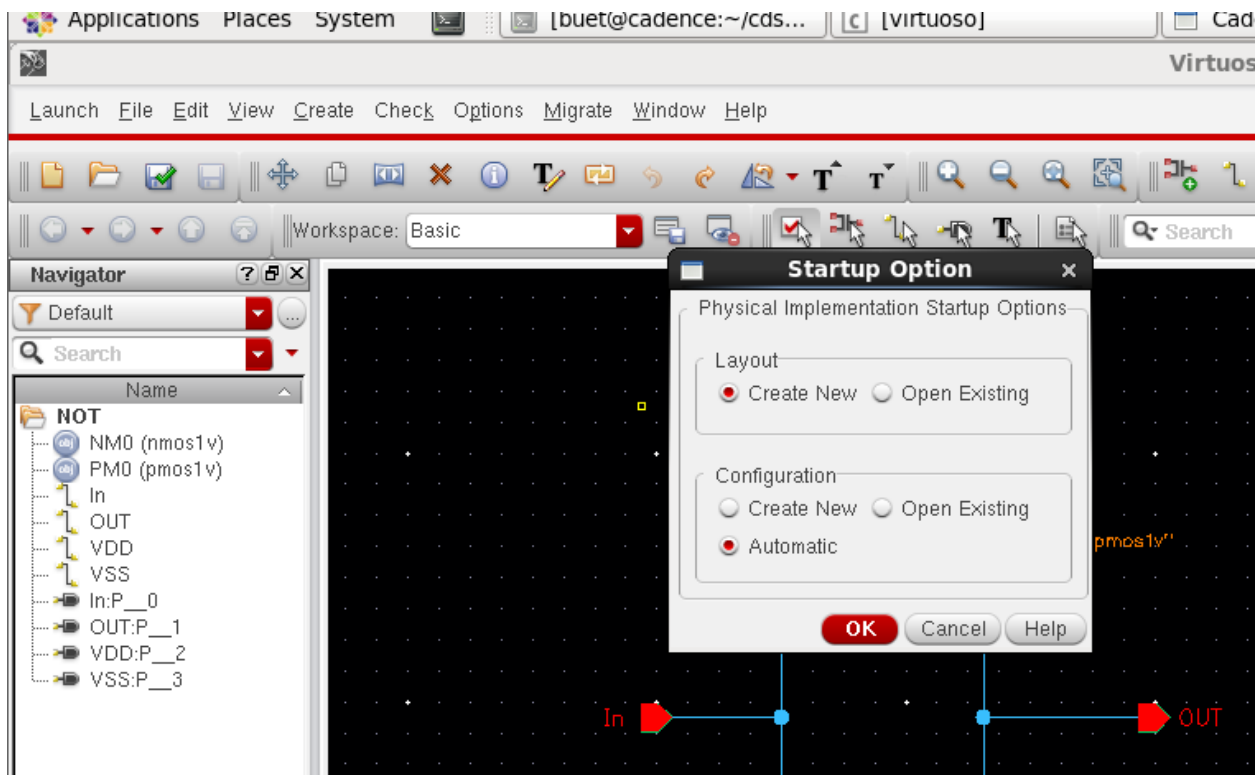 Applications Places System [buet@cadence:~/cds... [Virtuoso] Cad
Virtuos
Launch File Edit View Create Check Options Migrate Window Help
Workspace: Basic Search
Navigator
Default
Search
Name
NOT
NM0 (nmos1v)
PM0 (pmos1v)
In
OUT
VDD
VSS
In:P__0
OUT:P__1
VDD:P__2
VSS:P__3
Startup Option
Physical Implementation Startup Options
Layout
Create New Open Existing
Configuration
Create New Open Existing
Automatic
OK Cancel Help
pmos1v"
In OUT